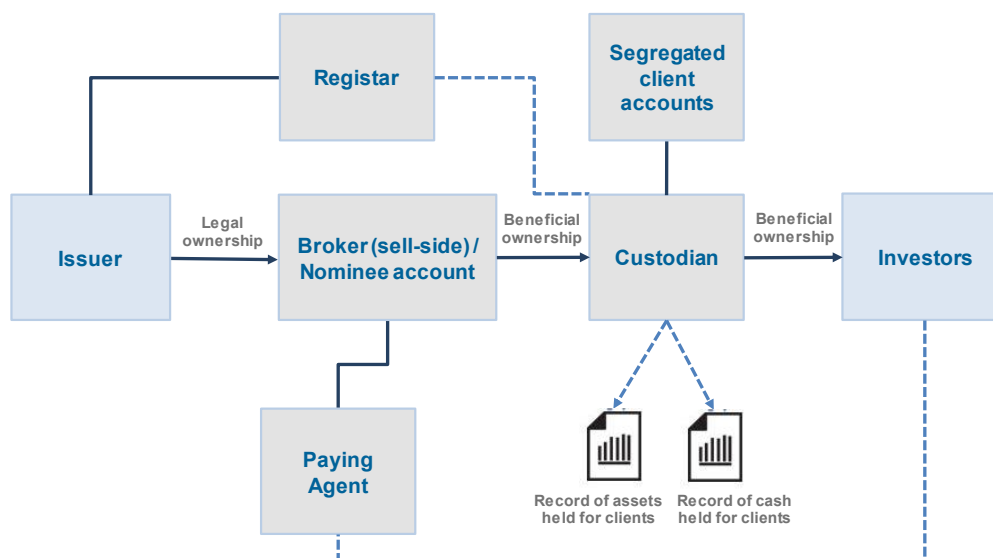 Registar
Segregated
client
accounts
Issuer
Legal
ownership
Broker (sell-side) /
Nominee account
Beneficial
ownership
Custodian
Beneficial
ownership
Investors
Paying
Agent
Record of assets
held for clients
Record of cash
held for clients